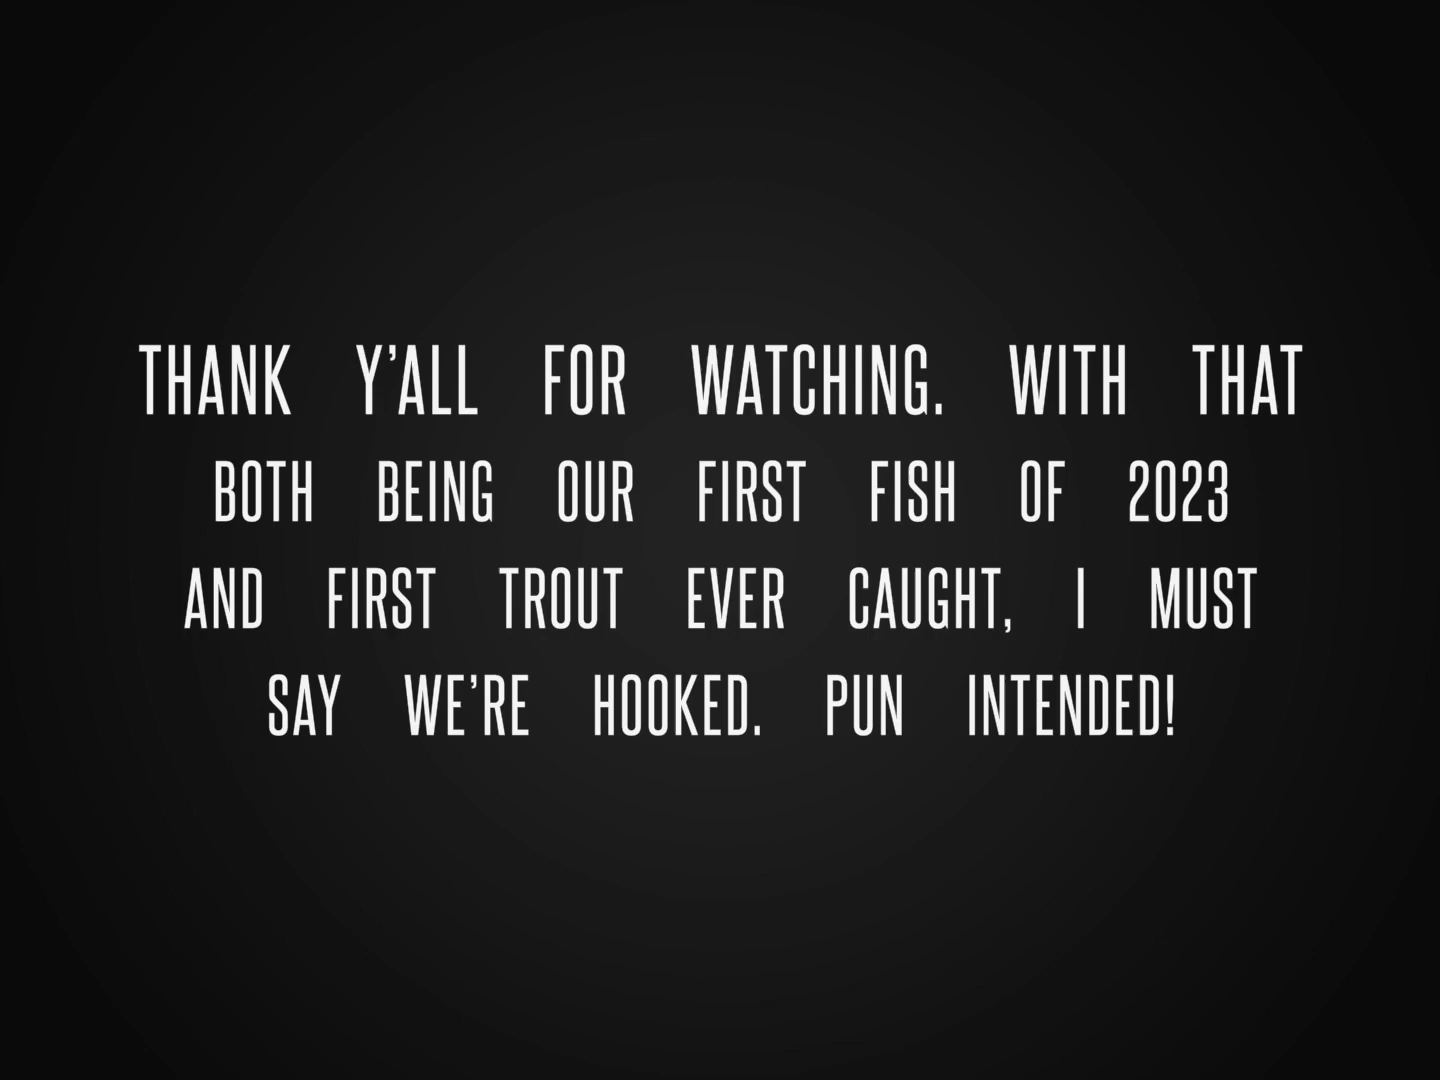 THANK Y’ALL FOR WATCHING. WITH THAT
BOTH BEING OUR FIRST FISH OF 2023
AND FIRST TROUT EVER CAUGHT, I MUST
SAY WE’RE HOOKED. PUN INTENDED!